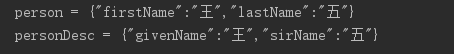 person = {"firstName":"王","lastName":"五"}
personDesc = {"givenName":"王","sirName":"五"}